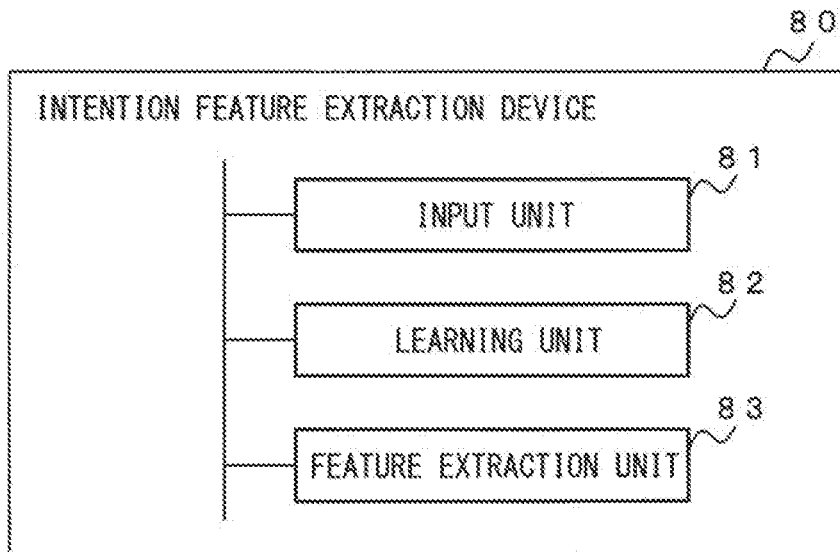 80
INTENTION FEATURE EXTRACTION DEVICE
81
INPUT UNIT
82
LEARNING UNIT
83
FEATURE EXTRACTION UNIT